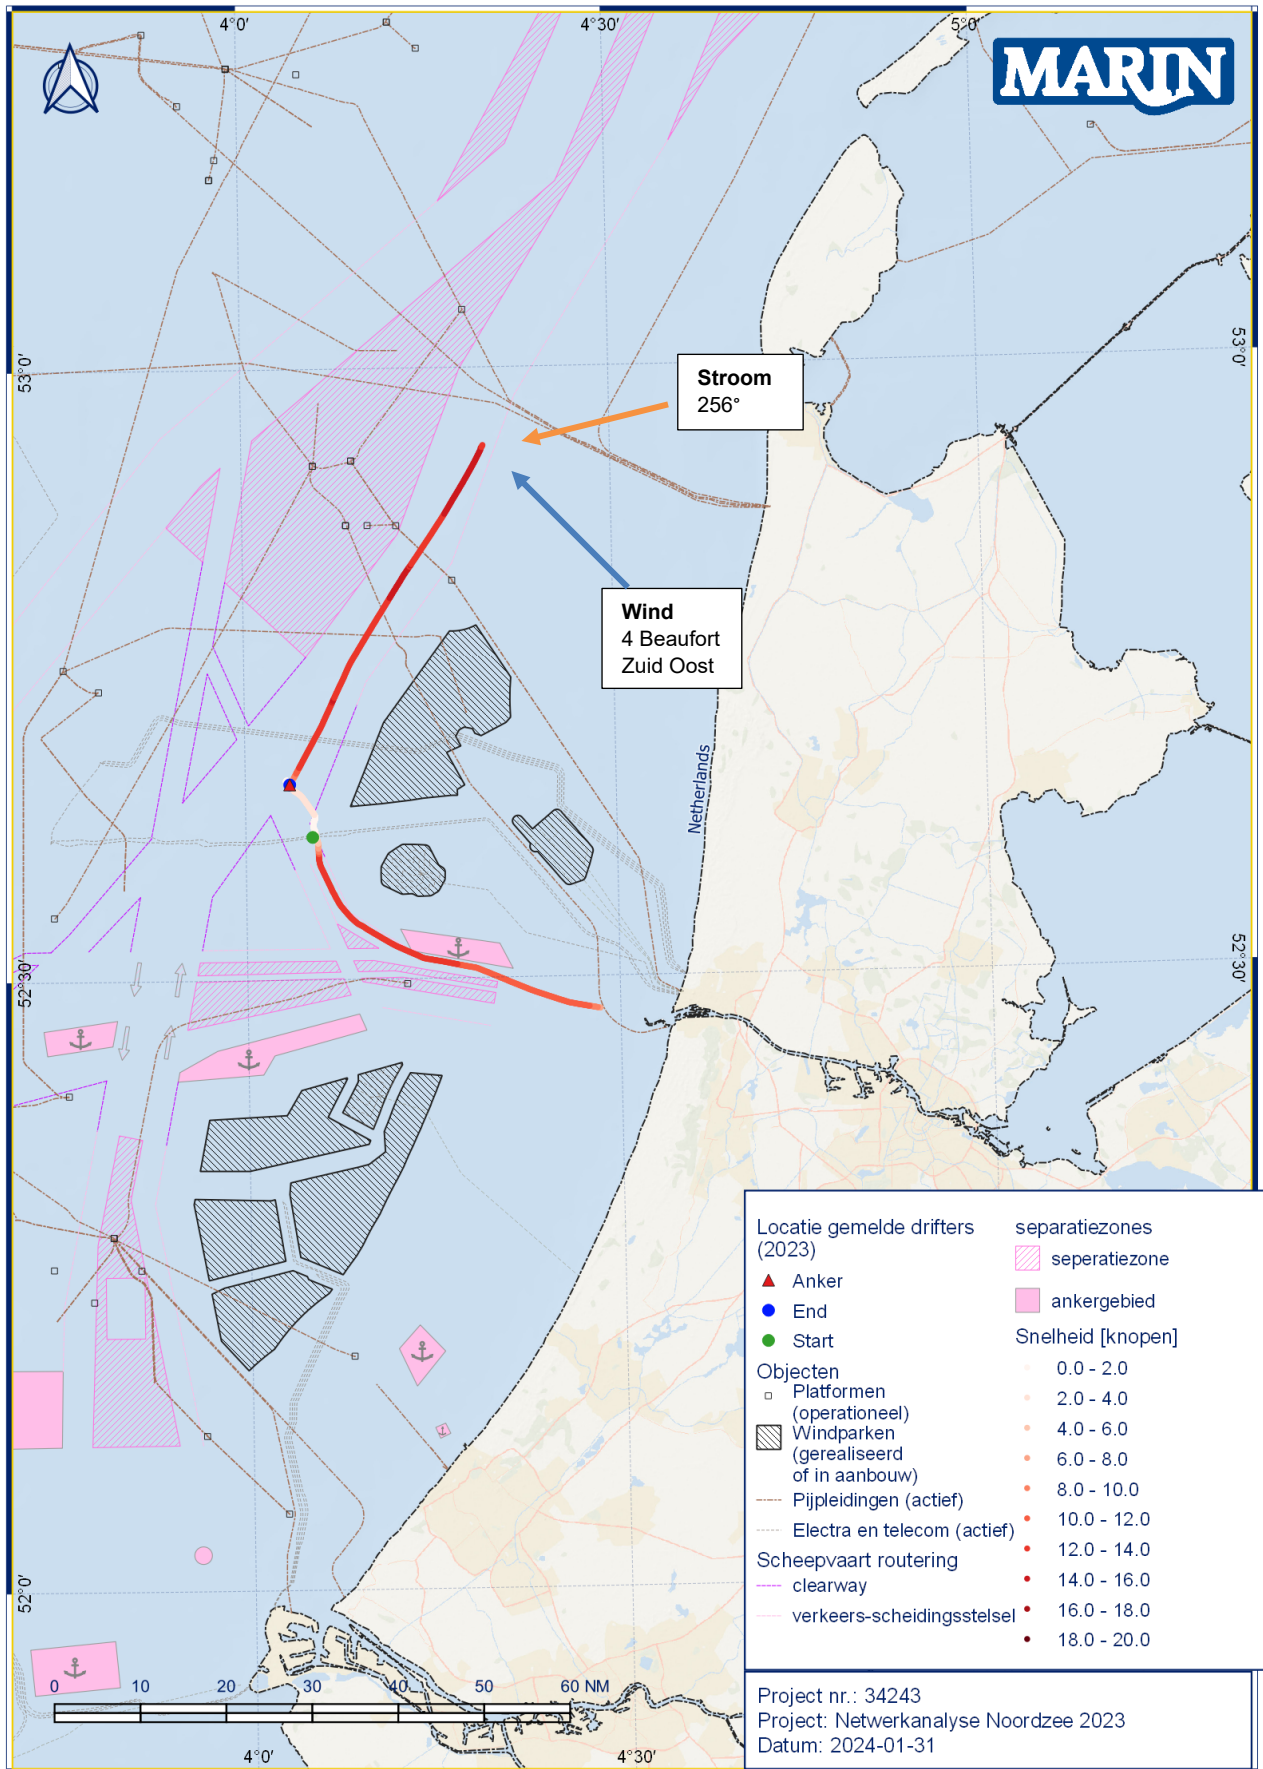 4°0'
4°30'
5°0'
MARIN
53°0'
53°0'
Stroom
256°
Wind
4 Beaufort
Zuid Oost
Netherlands
52°30'
52°30'
52°0'
0 10 20 30 40 50 60 NM
4°0'
4°30'
Locatie gemelde drifters
(2023)
Anker
End
Start
Objecten
Platformen
(operationeel)
Windparken
(gerealiseerd
of in aanbouw)
Pijpleidingen (actief)
Electra en telecom (actief)
Scheepvaart routering
clearway
verkeers-scheidingsstelsel
separatiezones
seperatiezone
ankergebied
Snelheid [knopen]
0.0 - 2.0
2.0 - 4.0
4.0 - 6.0
6.0 - 8.0
8.0 - 10.0
10.0 - 12.0
12.0 - 14.0
14.0 - 16.0
16.0 - 18.0
18.0 - 20.0
Project nr.: 34243
Project: Netwerkanalyse Noordzee 2023
Datum: 2024-01-31